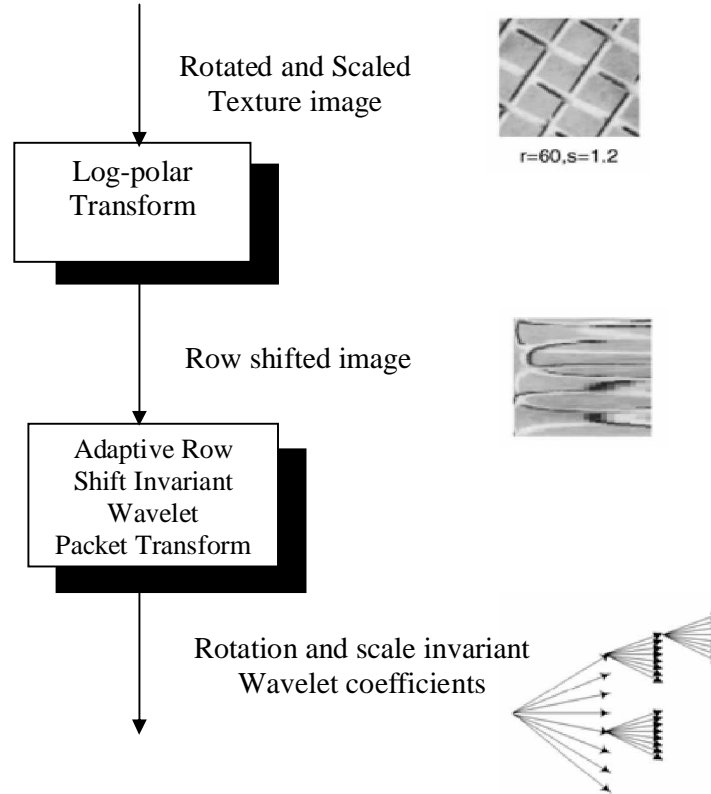 Rotated and Scaled
Texture image
r=60,s=1.2
Log-polar
Transform
Row shifted image
Adaptive Row
Shift Invariant
Wavelet
Packet Transform
Rotation and scale invariant
Wavelet coefficients